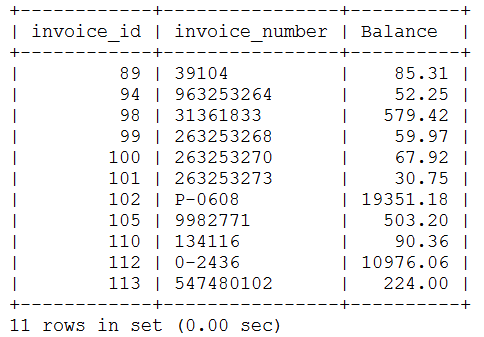 +------------+----------------+----------+
| invoice_id | invoice_number | Balance  |
+------------+----------------+----------+
|         89 | 39104          |    85.31 |
|         94 | 963253264      |    52.25 |
|         98 | 31361833       |   579.42 |
|         99 | 263253268      |    59.97 |
|        100 | 263253270      |    67.92 |
|        101 | 263253273      |    30.75 |
|        102 | P-0608         | 19351.18 |
|        105 | 9982771        |   503.20 |
|        110 | 134116         |    90.36 |
|        112 | 0-2436         | 10976.06 |
|        113 | 547480102      |   224.00 |
+------------+----------------+----------+
11 rows in set (0.00 sec)